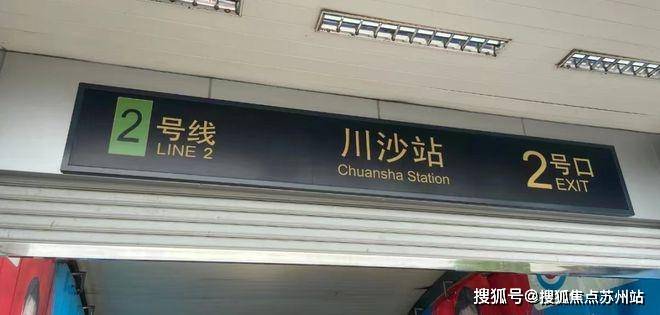 2号线
LINE 2
川沙站
Chuansha Station
2号口
EXIT
搜狐号@搜狐焦点苏州站